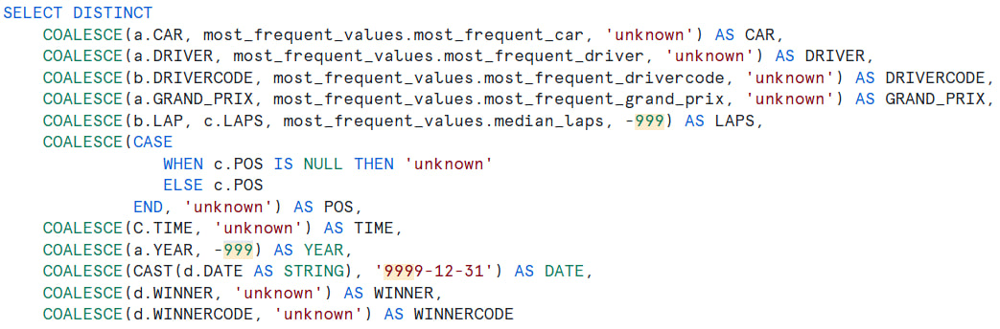 SELECT DISTINCT
    COALESCE(a.CAR, most_frequent_values.most_frequent_car, 'unknown') AS CAR,
    COALESCE(a.DRIVER, most_frequent_values.most_frequent_driver, 'unknown') AS DRIVER,
    COALESCE(b.DRIVERCODE, most_frequent_values.most_frequent_drivercode, 'unknown') AS DRIVERCODE,
    COALESCE(a.GRAND_PRIX, most_frequent_values.most_frequent_grand_prix, 'unknown') AS GRAND_PRIX,
    COALESCE(b.LAP, c.LAPS, most_frequent_values.median_laps, -999) AS LAPS,
    COALESCE(CASE
                WHEN c.POS IS NULL THEN 'unknown'
                ELSE c.POS
             END, 'unknown') AS POS,
    COALESCE(C.TIME, 'unknown') AS TIME,
    COALESCE(a.YEAR, -999) AS YEAR,
    COALESCE(CAST(d.DATE AS STRING), '9999-12-31') AS DATE,
    COALESCE(d.WINNER, 'unknown') AS WINNER,
    COALESCE(d.WINNERCODE, 'unknown') AS WINNERCODE